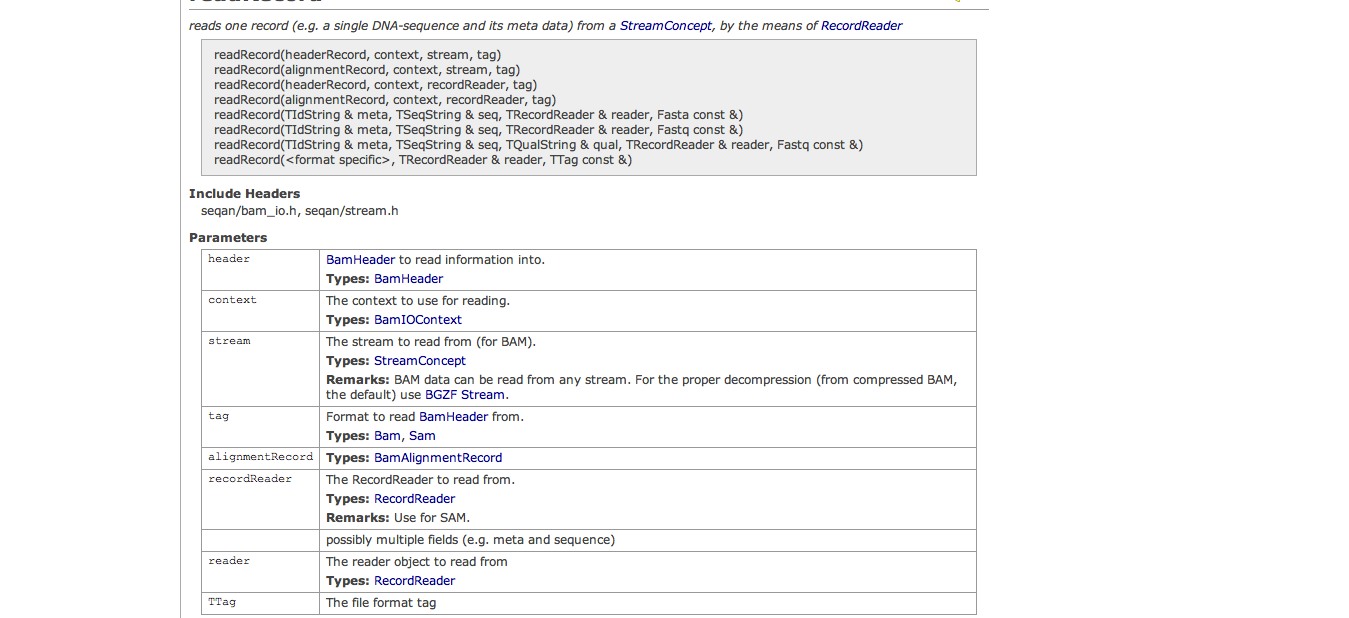 reads one record (e.g. a single DNA-sequence and its meta data) from a StreamConcept, by the means of RecordReader
readRecord(headerRecord, context, stream, tag)
readRecord(alignmentRecord, context, stream, tag)
readRecord(headerRecord, context, recordReader, tag)
readRecord(alignmentRecord, context, recordReader, tag)
readRecord(TIdString & meta, TSeqString & seq, TRecordReader & reader, Fasta const &)
readRecord(TIdString & meta, TSeqString & seq, TRecordReader & reader, Fastq const &)
readRecord(TIdString & meta, TSeqString & seq, TQualString & qual, TRecordReader & reader, Fastq const &)
readRecord(<format specific>, TRecordReader & reader, TTag const &)
Include Headers
seqan/bam_io.h, seqan/stream.h
Parameters
header
BamHeader to read information into.
Types: BamHeader
context
The context to use for reading.
Types: BamIOContext
stream
The stream to read from (for BAM).
Types: StreamConcept
Remarks: BAM data can be read from any stream. For the proper decompression (from compressed BAM,
the default) use BGZF Stream.
tag
Format to read BamHeader from.
Types: Bam, Sam
alignmentRecord
Types: BamAlignmentRecord
recordReader
The RecordReader to read from.
Types: RecordReader
Remarks: Use for SAM.
possibly multiple fields (e.g. meta and sequence)
reader
The reader object to read from
Types: RecordReader
TTag
The file format tag